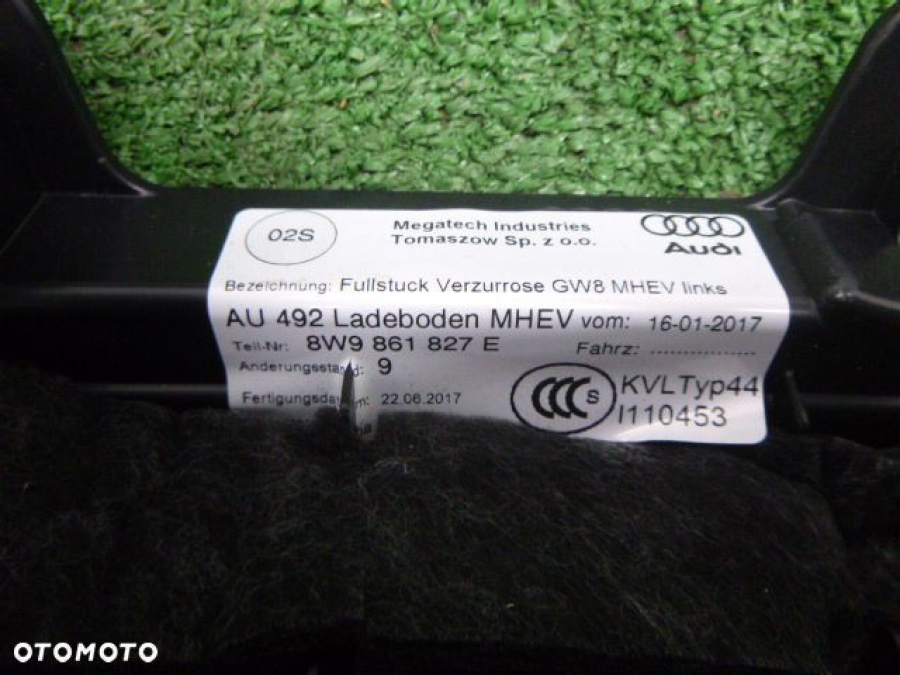 02S
Megatech Industries
Tomaszow Sp. z o.o.
Audi
Bezeichnung: Fullstuck Verzurrose GW8 MHEV links
AU 492 Ladeboden MHEV vom: 16-01-2017
Teil-Nr: 8W9 861 827 E Fahrz: ....................
9
22.06.2017
CCC S
KVLTyp44
I110453
OTOMOTO